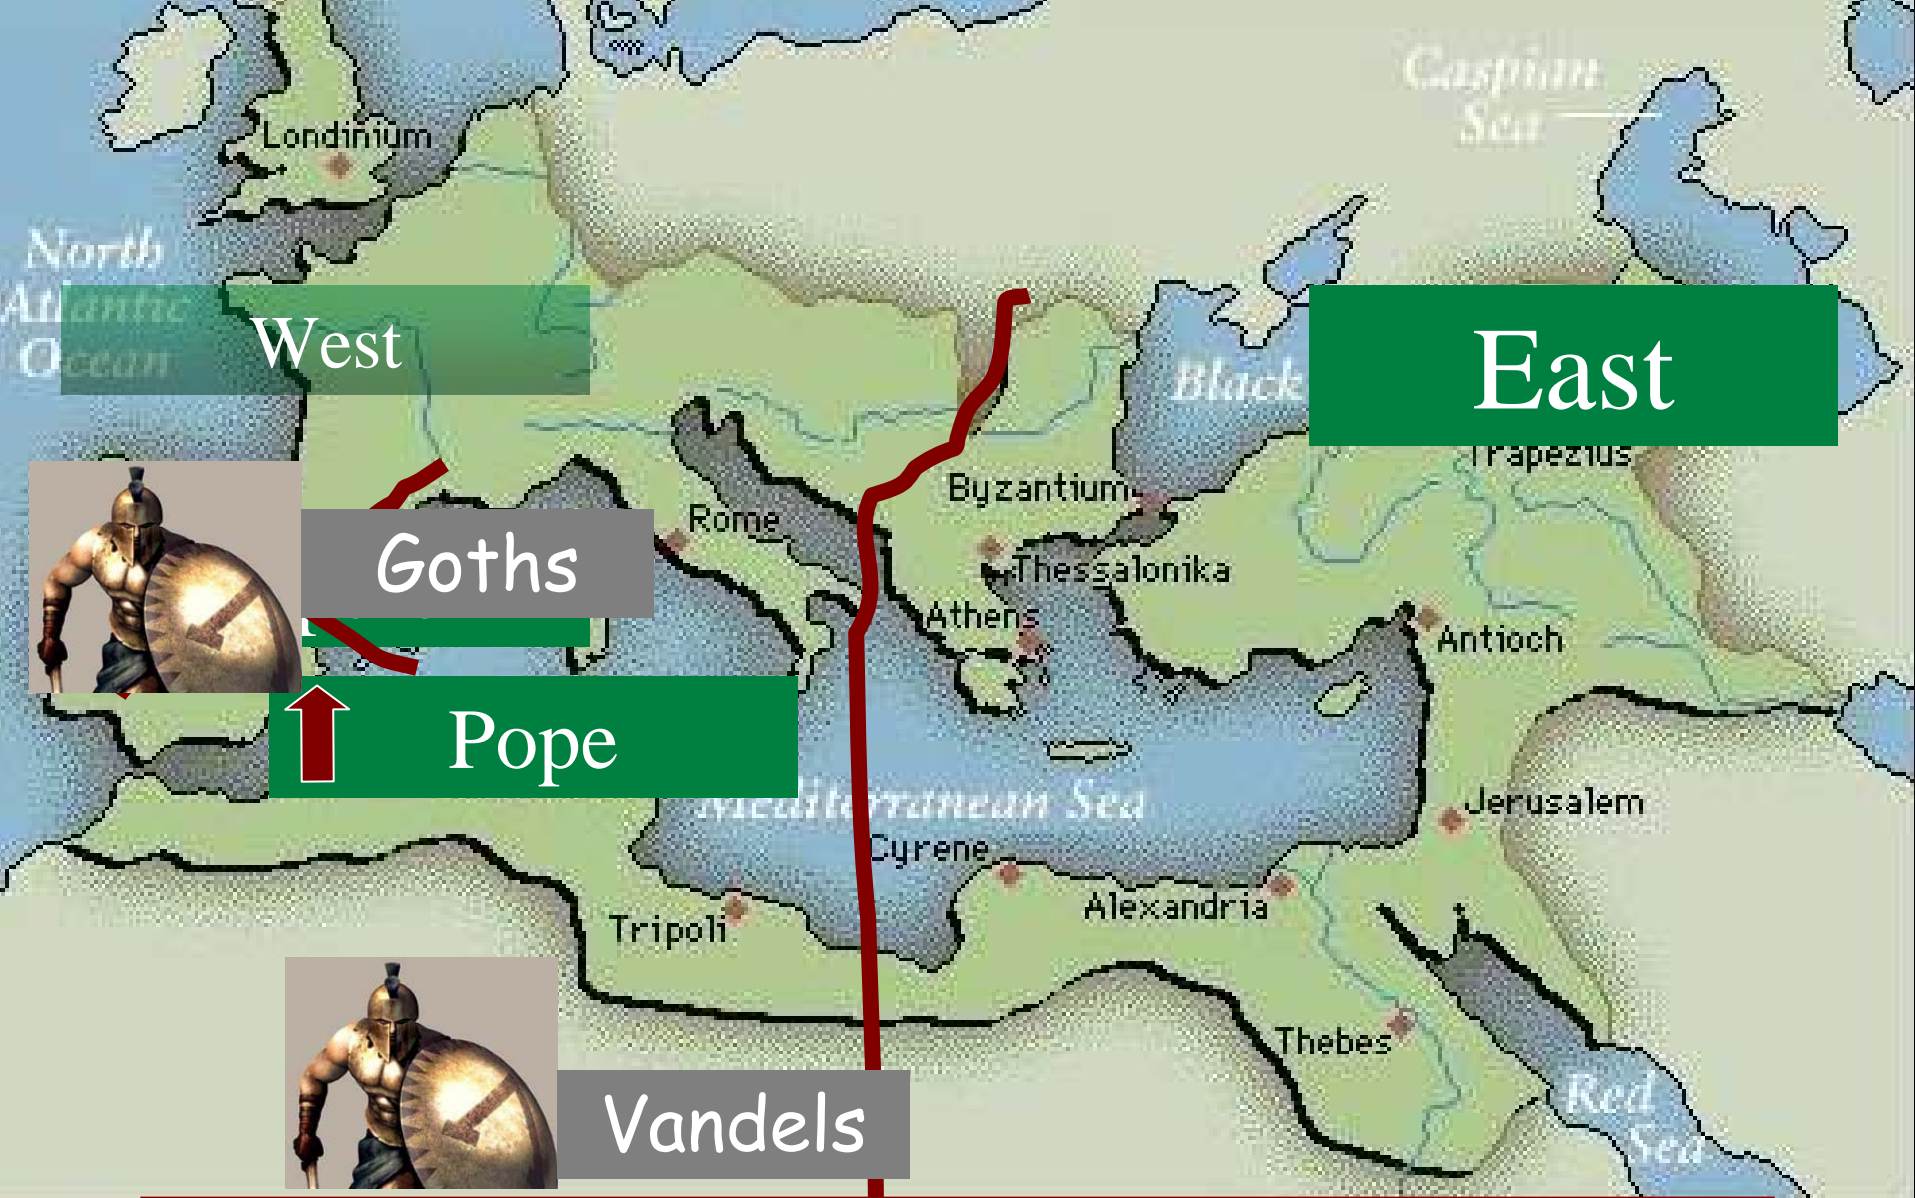 Caspian
Sea
Londinium
North
Atlantic
Ocean
West
East
Black
Trapezius
Byzantium
Rome
Goths
Thessalonika
Athens
Antioch
Pope
Mediterranean Sea
Jerusalem
Cyrene
Alexandria
Tripoli
Thebes
Vandels
Red
Sea